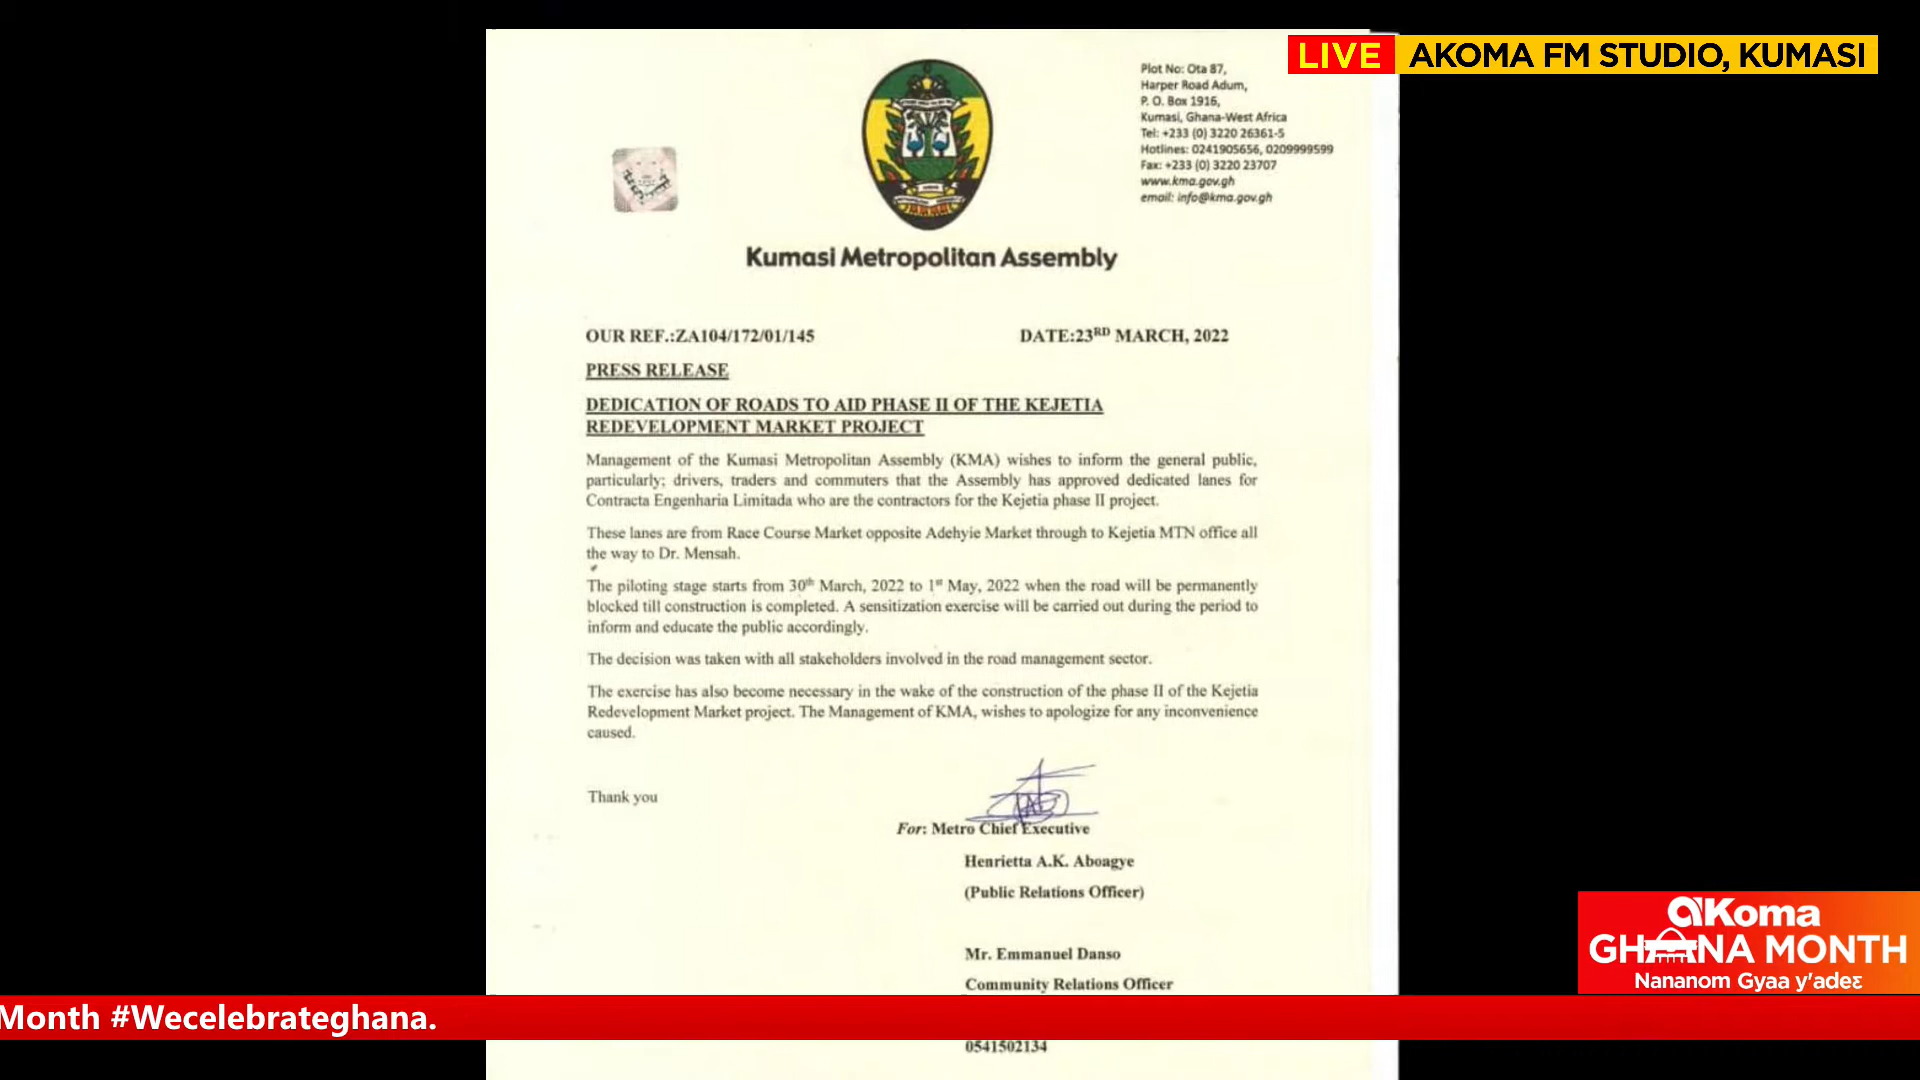 LIVE AKOMA FM STUDIO, KUMASI
Plot No: Ota 87,
Harper Road Adum,
P. O. Box 1916,
Kumasi, Ghana-West Africa
Tel: +233 (0) 3220 26361-5
Hotlines: 0241905656, 0209999599
Fax: +233 (0) 3220 23707
www.kma.gov.gh
email: info@kma.gov.gh
Kumasi Metropolitan Assembly
OUR REF.:ZA104/172/01/145 DATE:23RD MARCH, 2022
PRESS RELEASE
DEDICATION OF ROADS TO AID PHASE II OF THE KEJETIA
REDEVELOPMENT MARKET PROJECT
Management of the Kumasi Metropolitan Assembly (KMA) wishes to inform the general public,
particularly; drivers, traders and commuters that the Assembly has approved dedicated lanes for
Contracta Engenharia Limitada who are the contractors for the Kejetia phase II project.
These lanes are from Race Course Market opposite Adehyie Market through to Kejetia MTN office all
the way to Dr. Mensah.
The piloting stage starts from 30th March, 2022 to 1st May, 2022 when the road will be permanently
blocked till construction is completed. A sensitization exercise will be carried out during the period to
inform and educate the public accordingly.
The decision was taken with all stakeholders involved in the road management sector.
The exercise has also become necessary in the wake of the construction of the phase II of the Kejetia
Redevelopment Market project. The Management of KMA, wishes to apologize for any inconvenience
caused.
Thank you
For: Metro Chief Executive
Henrietta A.K. Aboagye
(Public Relations Officer)
Mr. Emmanuel Danso
Community Relations Officer
0541502134
aKoma
GHANA MONTH
Nananom Gyaa y'adeɛ
Month #Wecelebrateghana.